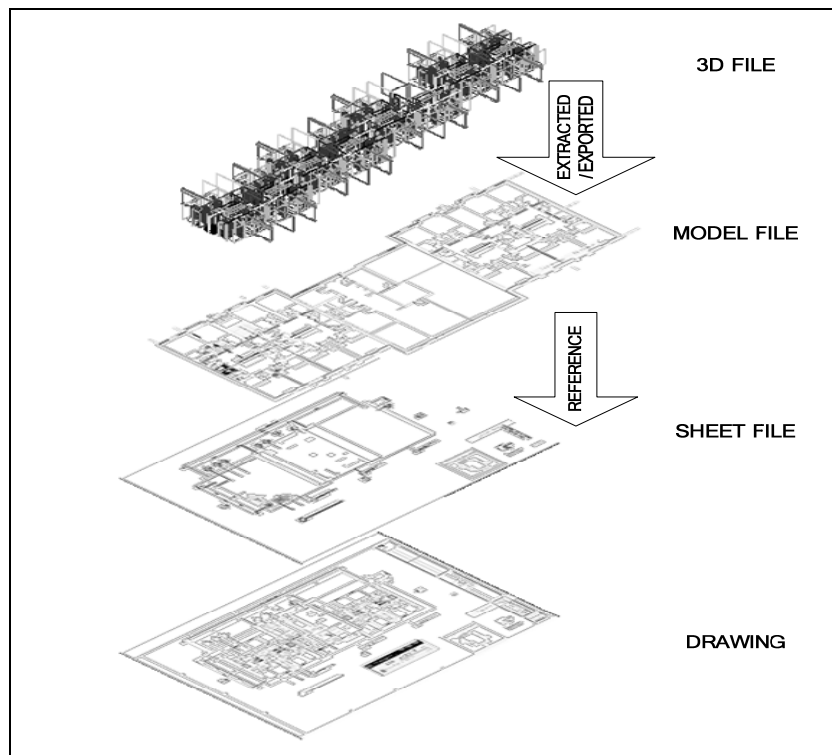 3D FILE
EXTRACTED
/EXPORTED
MODEL FILE
REFERENCE
SHEET FILE
DRAWING